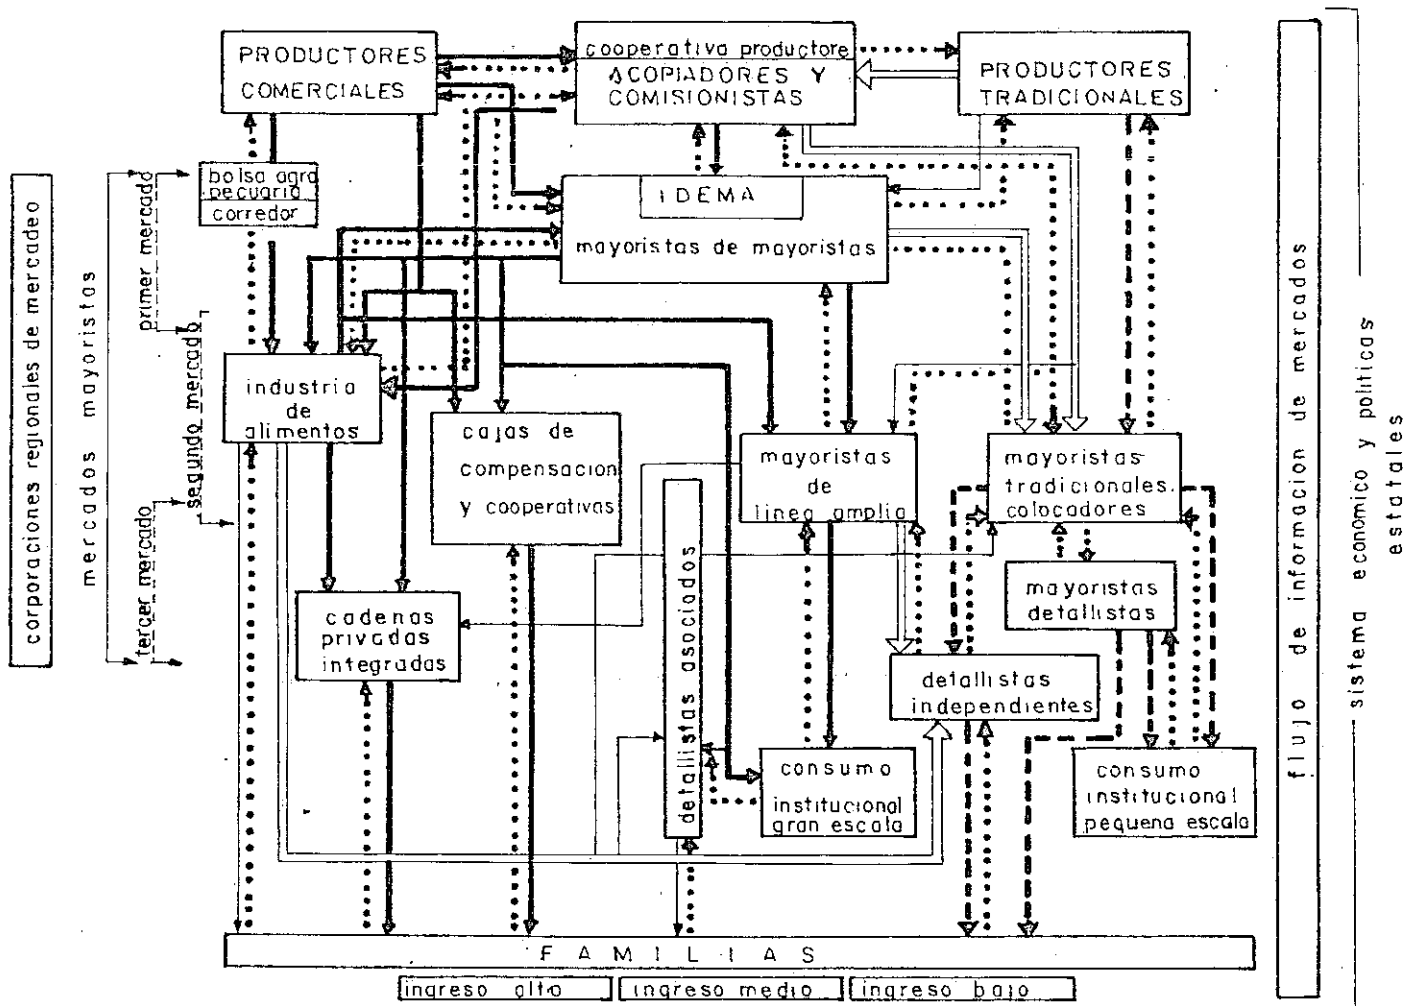 PRODUCTORES
COMERCIALES
cooperativa productore
ACOPIADORES Y
COMISIONISTAS
PRODUCTORES
TRADICIONALES
bolsa agro
pecuaria
corredor
IDEMA
mayoristas de mayoristas
corporaciones regionales de mercadeo
mercados mayoristas
primer mercado
segundo mercado
tercer mercado
industria
de
alimentos
cajas de
compensacion
y cooperativas
mayoristas
de
linea amplia
mayoristas
tradicionales.
colocadores
cadenas
privadas
integradas
detallistas asociados
mayoristas
detallistas
detallistas
independientes
consumo
institucional
gran escala
consumo
institucional
pequena escala
FAMILIAS
ingreso alto
ingreso medio
ingreso bajo
flujo de informacion de mercados
sistema económico y politicas
estatales